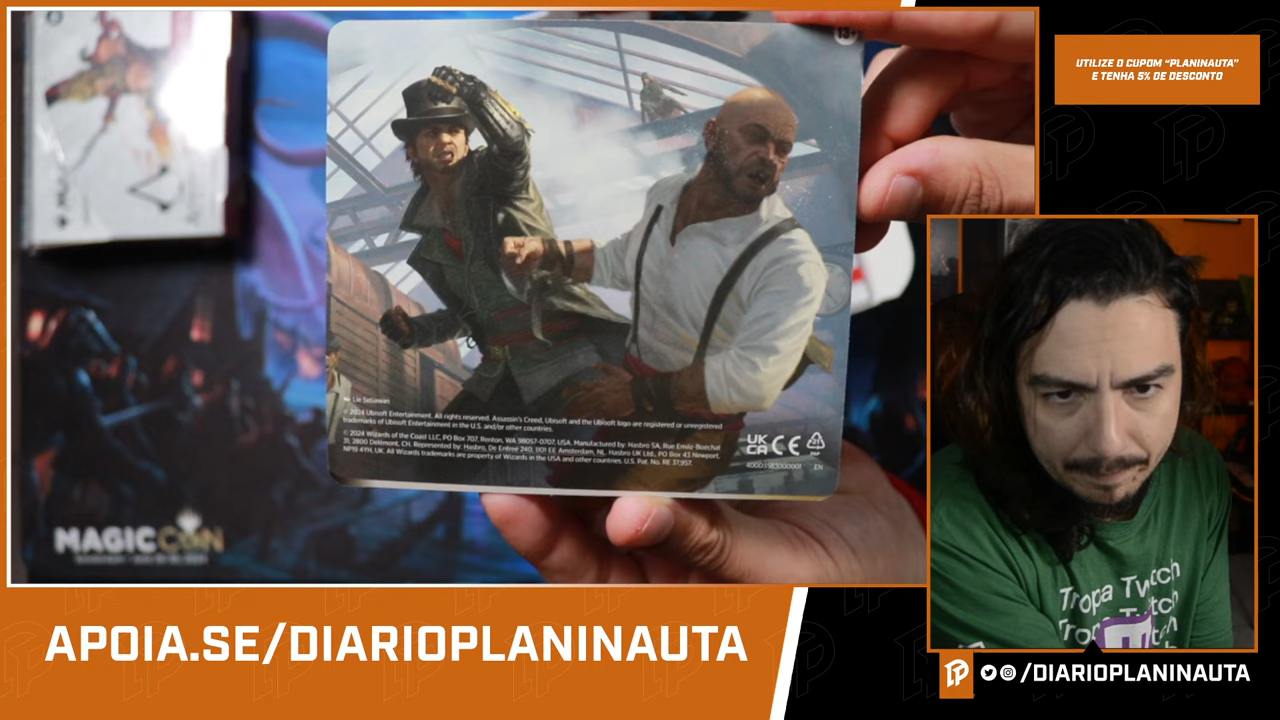 UTILIZE O CUPOM “PLANINAUTA”
E TENHA 5% DE DESCONTO
13+
Lie Setiawan
© 2024 Ubisoft Entertainment. All rights reserved. Assassin's Creed, Ubisoft and the Ubisoft logo are registered or unregistered
trademarks of Ubisoft Entertainment in the U.S. and/or other countries.
© 2024 Wizards of the Coast LLC, PO Box 707, Renton, WA 98057-0707, USA. Manufactured by: Hasbro SA, Rue Emile-Boéchat
31, 2800 Delémont, CH. Represented by: Hasbro, De Entrée 240, 1101 EE Amsterdam, NL. Hasbro UK Ltd., PO Box 43 Newport,
NP19 4YH, UK. All Wizards trademarks are property of Wizards in the USA and other countries. U.S. Pat. No. RE 37,957.
UK
CA CE 21
PAP
EN
MAGICCON
Tropa Twitch
APOIA.SE/DIARIOPLANINAUTA
/DIARIOPLANINAUTA